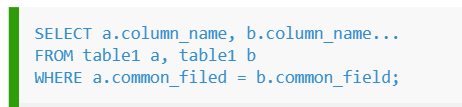 SELECT a.column_name, b.column_name...
FROM table1 a, table1 b
WHERE a.common_filed = b.common_field;